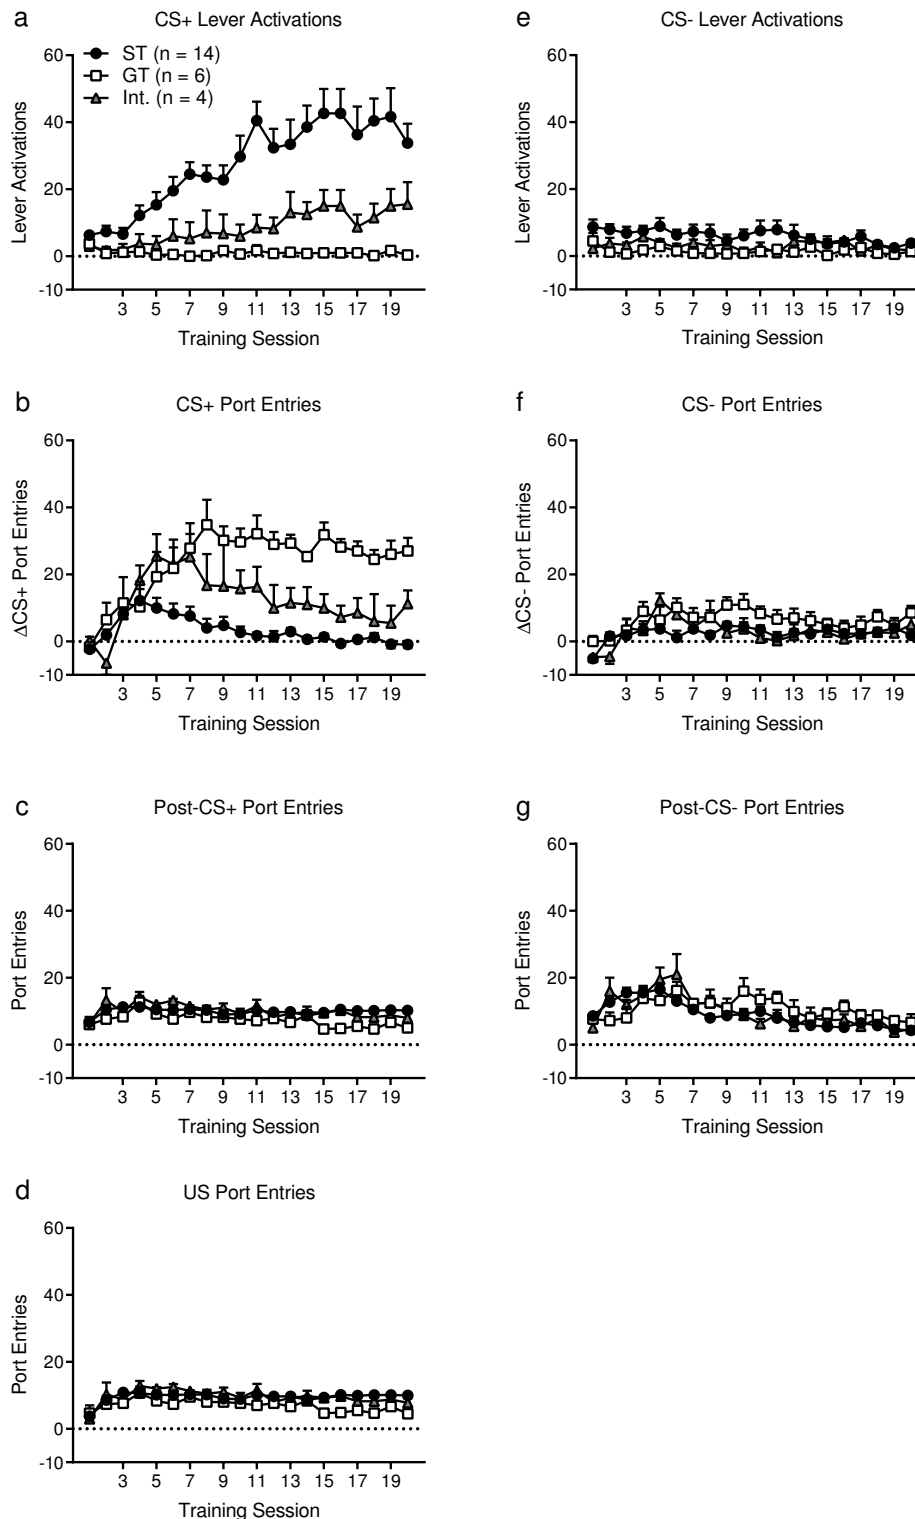 a
CS+ Lever Activations
ST (n = 14)
GT (n = 6)
Int. (n = 4)
Lever Activations
60
40
20
0
-10
3 5 7 9 11 13 15 17 19
Training Session
e
CS- Lever Activations
Lever Activations
60
40
20
0
-10
3 5 7 9 11 13 15 17 19
Training Session
b
CS+ Port Entries
ΔCS+ Port Entries
60
40
20
0
-10
3 5 7 9 11 13 15 17 19
Training Session
f
CS- Port Entries
ΔCS- Port Entries
60
40
20
0
-10
3 5 7 9 11 13 15 17 19
Training Session
c
Post-CS+ Port Entries
Port Entries
60
40
20
0
-10
3 5 7 9 11 13 15 17 19
Training Session
g
Post-CS- Port Entries
Port Entries
60
40
20
0
-10
3 5 7 9 11 13 15 17 19
Training Session
d
US Port Entries
Port Entries
60
40
20
0
-10
3 5 7 9 11 13 15 17 19
Training Session